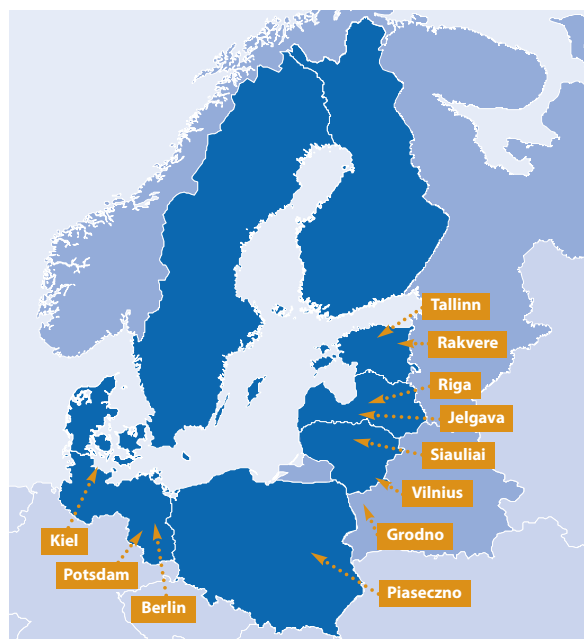 Tallinn
Rakvere
Riga
Jelgava
Siauliai
Vilnius
Grodno
Kiel
Potsdam
Piaseczno
Berlin